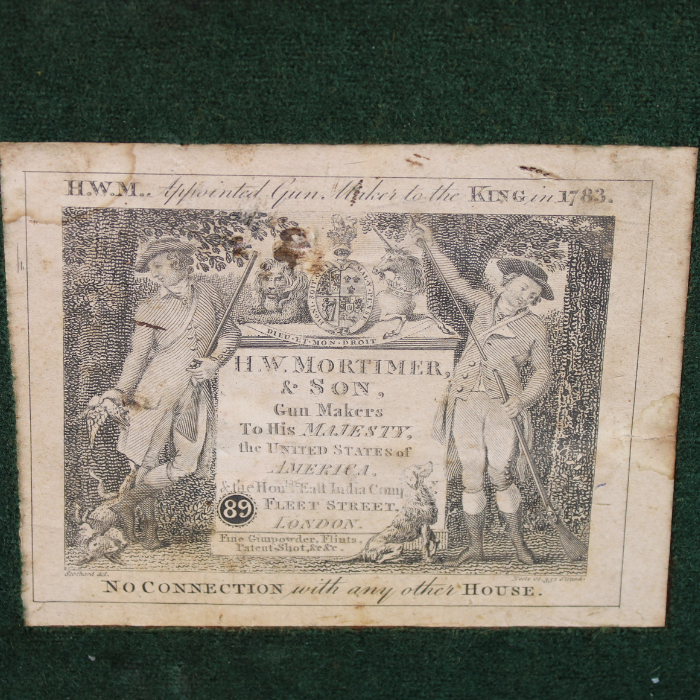 H.W.M. Appointed Gun Maker to the KING in 1783.
DIEU·ET·MON·DROIT
H.W. MORTIMER,
& SON,
Gun Makers
To His MAJESTY,
the UNITED STATES of
AMERICA,
& the Honble. East India Comy
89 FLEET STREET,
LONDON.
Fine Gunpowder, Flints,
Patent Shot, &c&c.
NO CONNECTION with any other HOUSE.